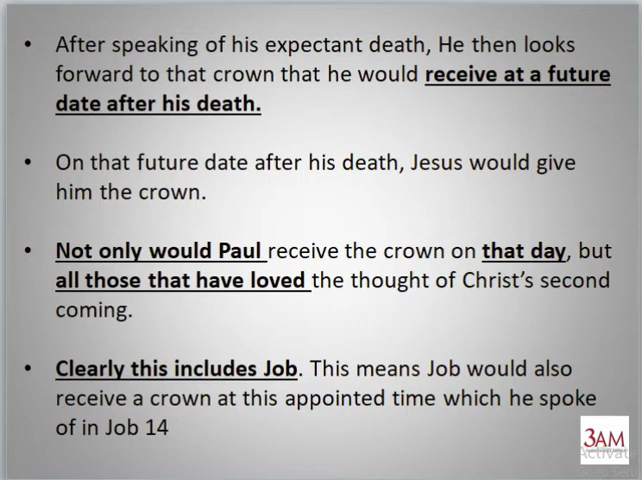 • After speaking of his expectant death, He then looks
forward to that crown that he would receive at a future
date after his death.
• On that future date after his death, Jesus would give
him the crown.
• Not only would Paul receive the crown on that day, but
all those that have loved the thought of Christ's second
coming.
• Clearly this includes Job. This means Job would also
receive a crown at this appointed time which he spoke
of in Job 14
3AM
Activate